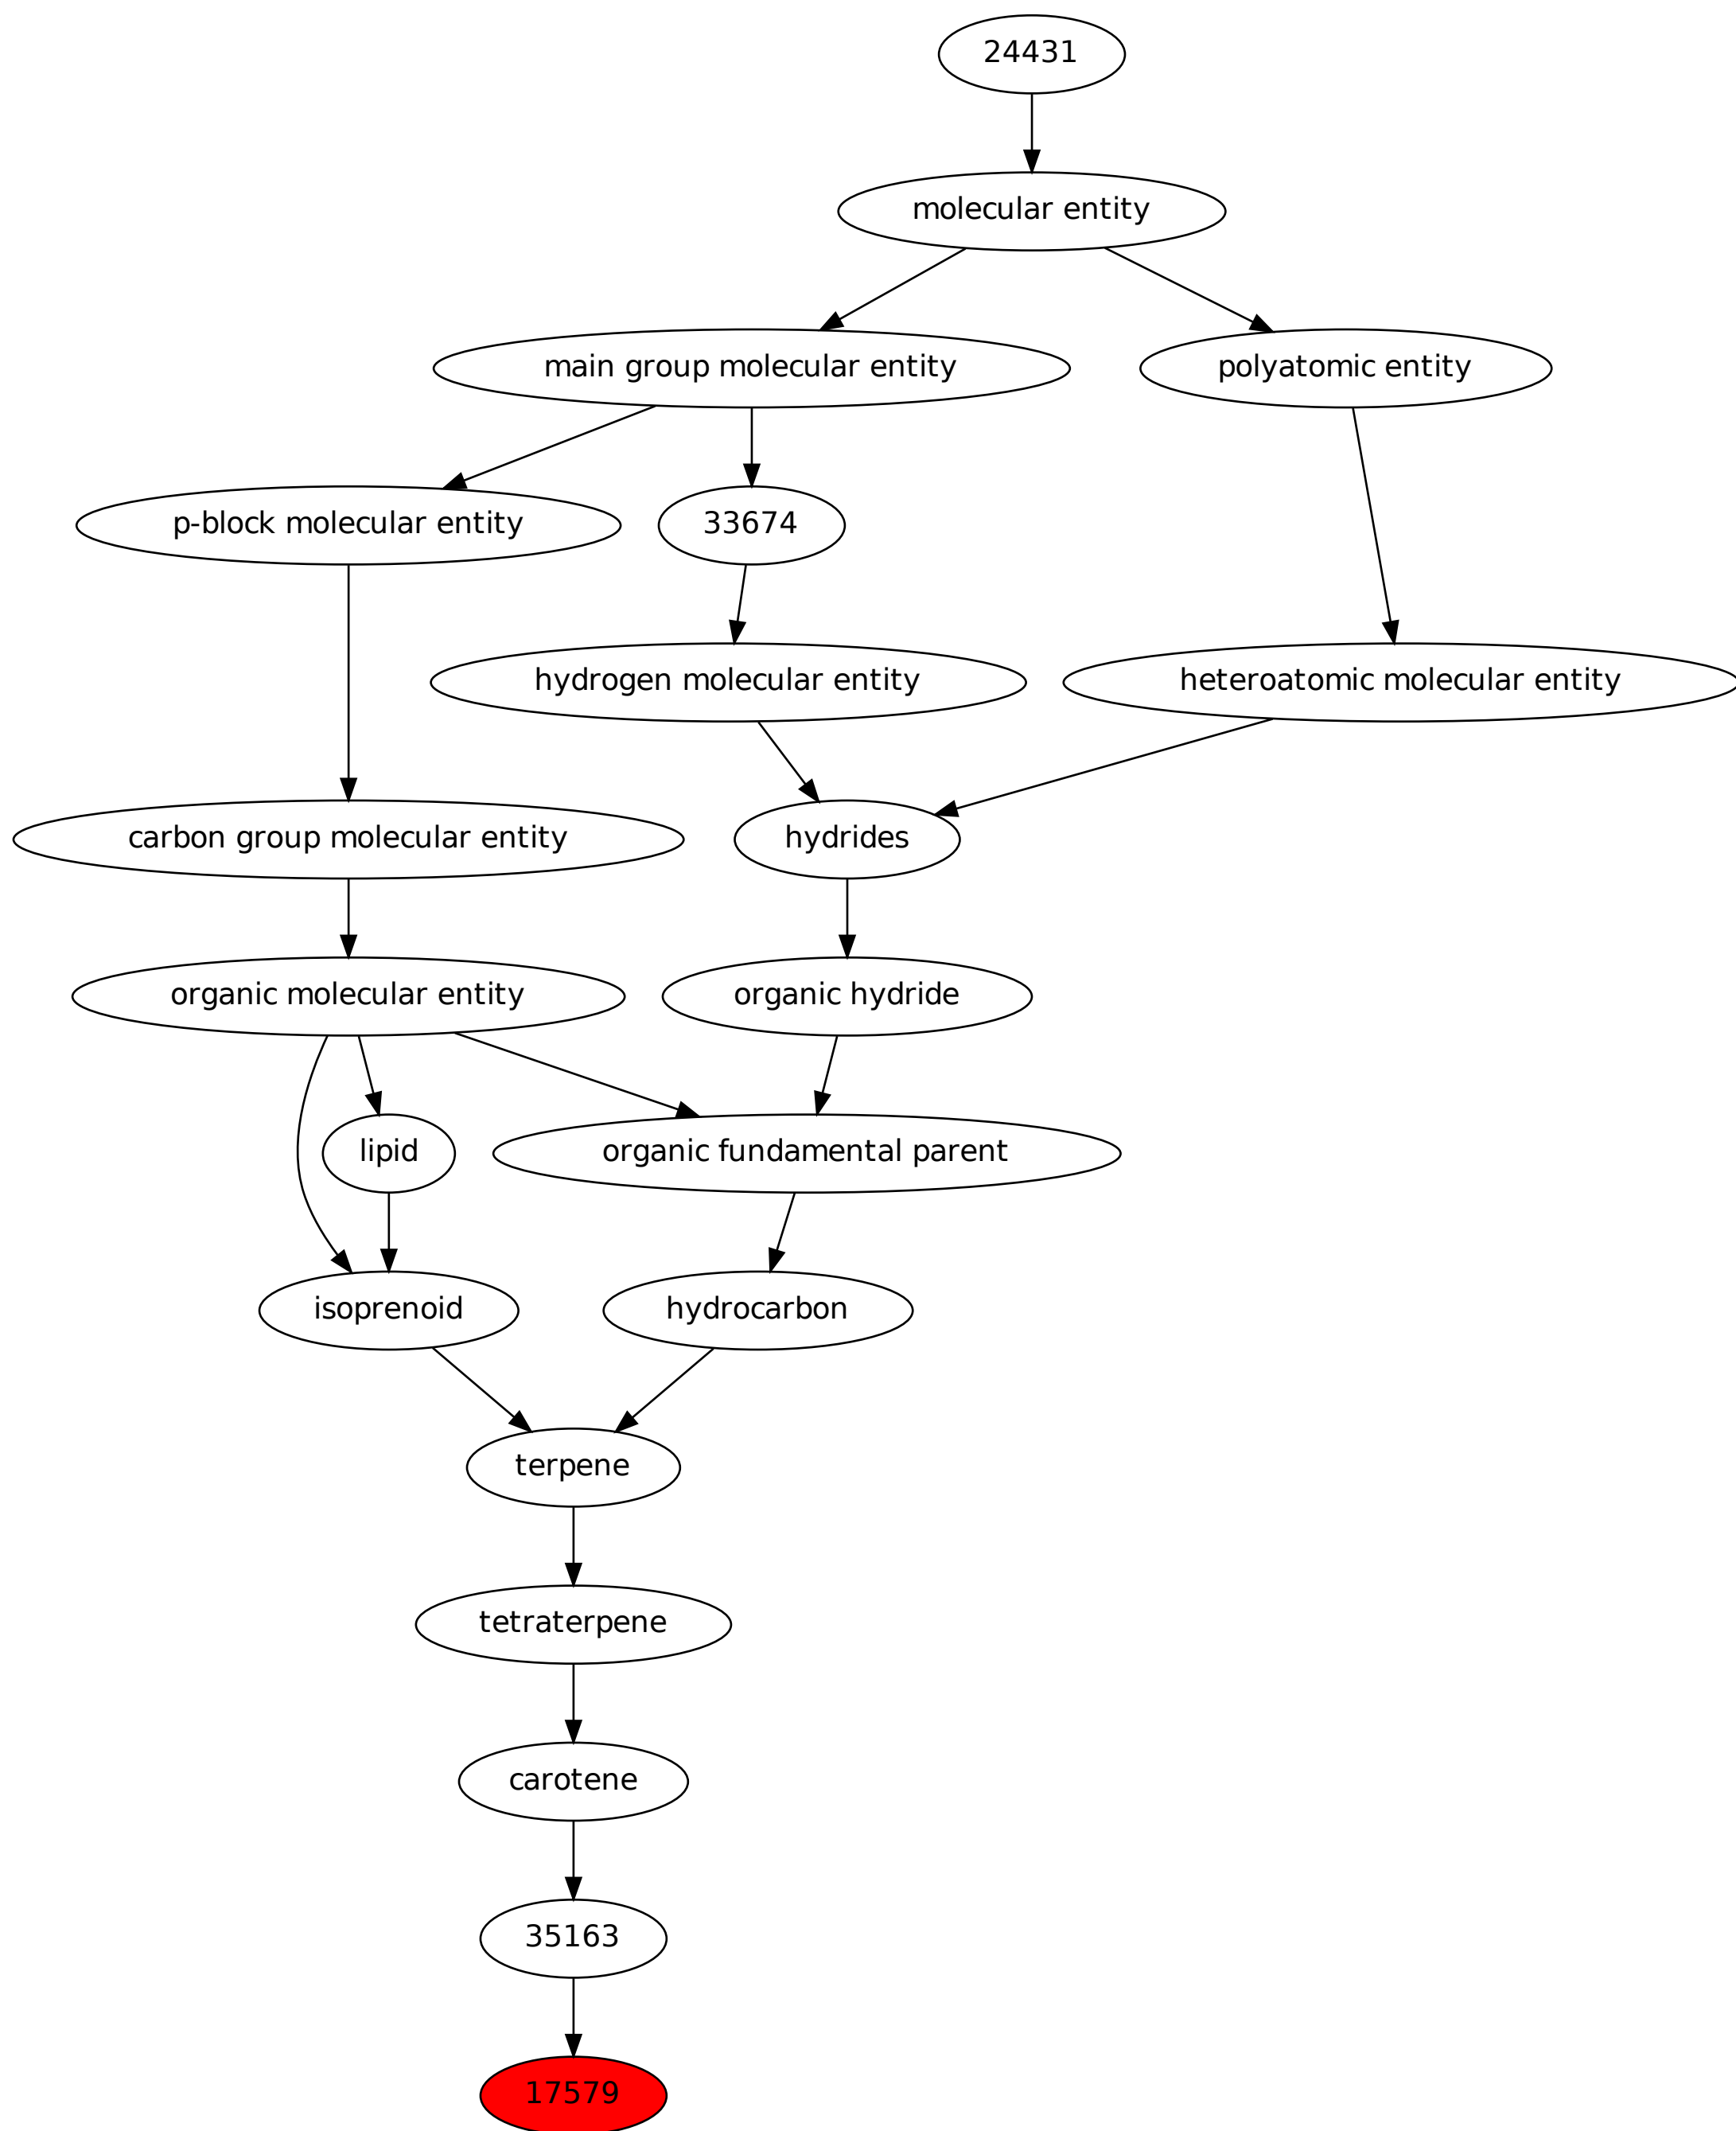 24431
molecular entity
main group molecular entity
polyatomic entity
p-block molecular entity
33674
hydrogen molecular entity
heteroatomic molecular entity
carbon group molecular entity
hydrides
organic molecular entity
organic hydride
lipid
organic fundamental parent
isoprenoid
hydrocarbon
terpene
tetraterpene
carotene
35163
17579